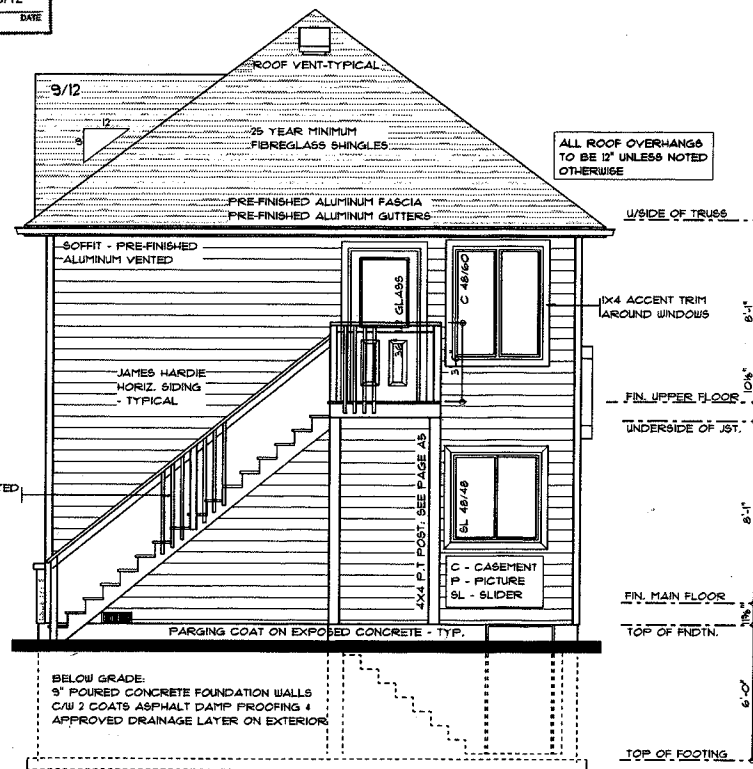 DATE
9/12
12
9
ROOF VENT-TYPICAL
25 YEAR MINIMUM
FIBREGLASS SHINGLES
ALL ROOF OVERHANGS
TO BE 12" UNLESS NOTED
OTHERWISE
PRE-FINISHED ALUMINUM FASCIA
PRE-FINISHED ALUMINUM GUTTERS
U/SIDE OF TRUSS
SOFFIT - PRE-FINISHED
ALUMINUM VENTED
GLASS
C 48/60
1X4 ACCENT TRIM
AROUND WINDOWS
8'-1"
JAMES HARDIE
HORIZ. SIDING
- TYPICAL
36
10⅛"
FIN. UPPER FLOOR
UNDERSIDE OF JST.
4X4 P.T POST: SEE PAGE A5
SL 48/48
8'-1"
C - CASEMENT
P - PICTURE
SL - SLIDER
FIN. MAIN FLOOR
11⅞"
PARGING COAT ON EXPOSED CONCRETE - TYP.
TOP OF FNDTN.
BELOW GRADE:
9" POURED CONCRETE FOUNDATION WALLS
C/W 2 COATS ASPHALT DAMP PROOFING &
APPROVED DRAINAGE LAYER ON EXTERIOR
6'-0"
TOP OF FOOTING